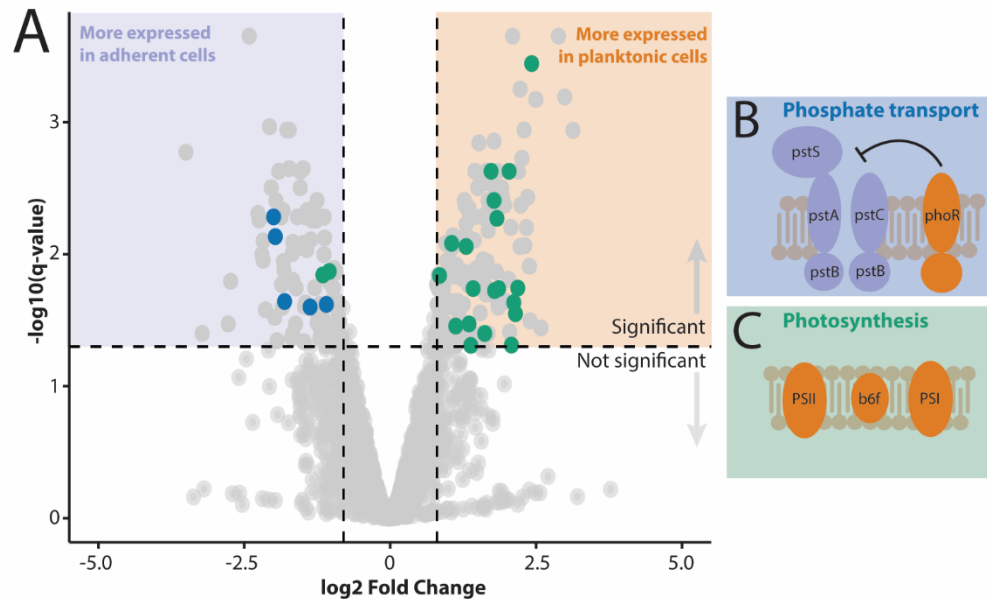 A
More expressed
in adherent cells
More expressed
in planktonic cells
3
2
1
0
-log10(q-value)
Significant
Not significant
-5.0
-2.5
0
2.5
5.0
log2 Fold Change
B
Phosphate transport
pstS
pstA
pstC
phoR
pstB
pstB
C
Photosynthesis
PSII
b6f
PSI